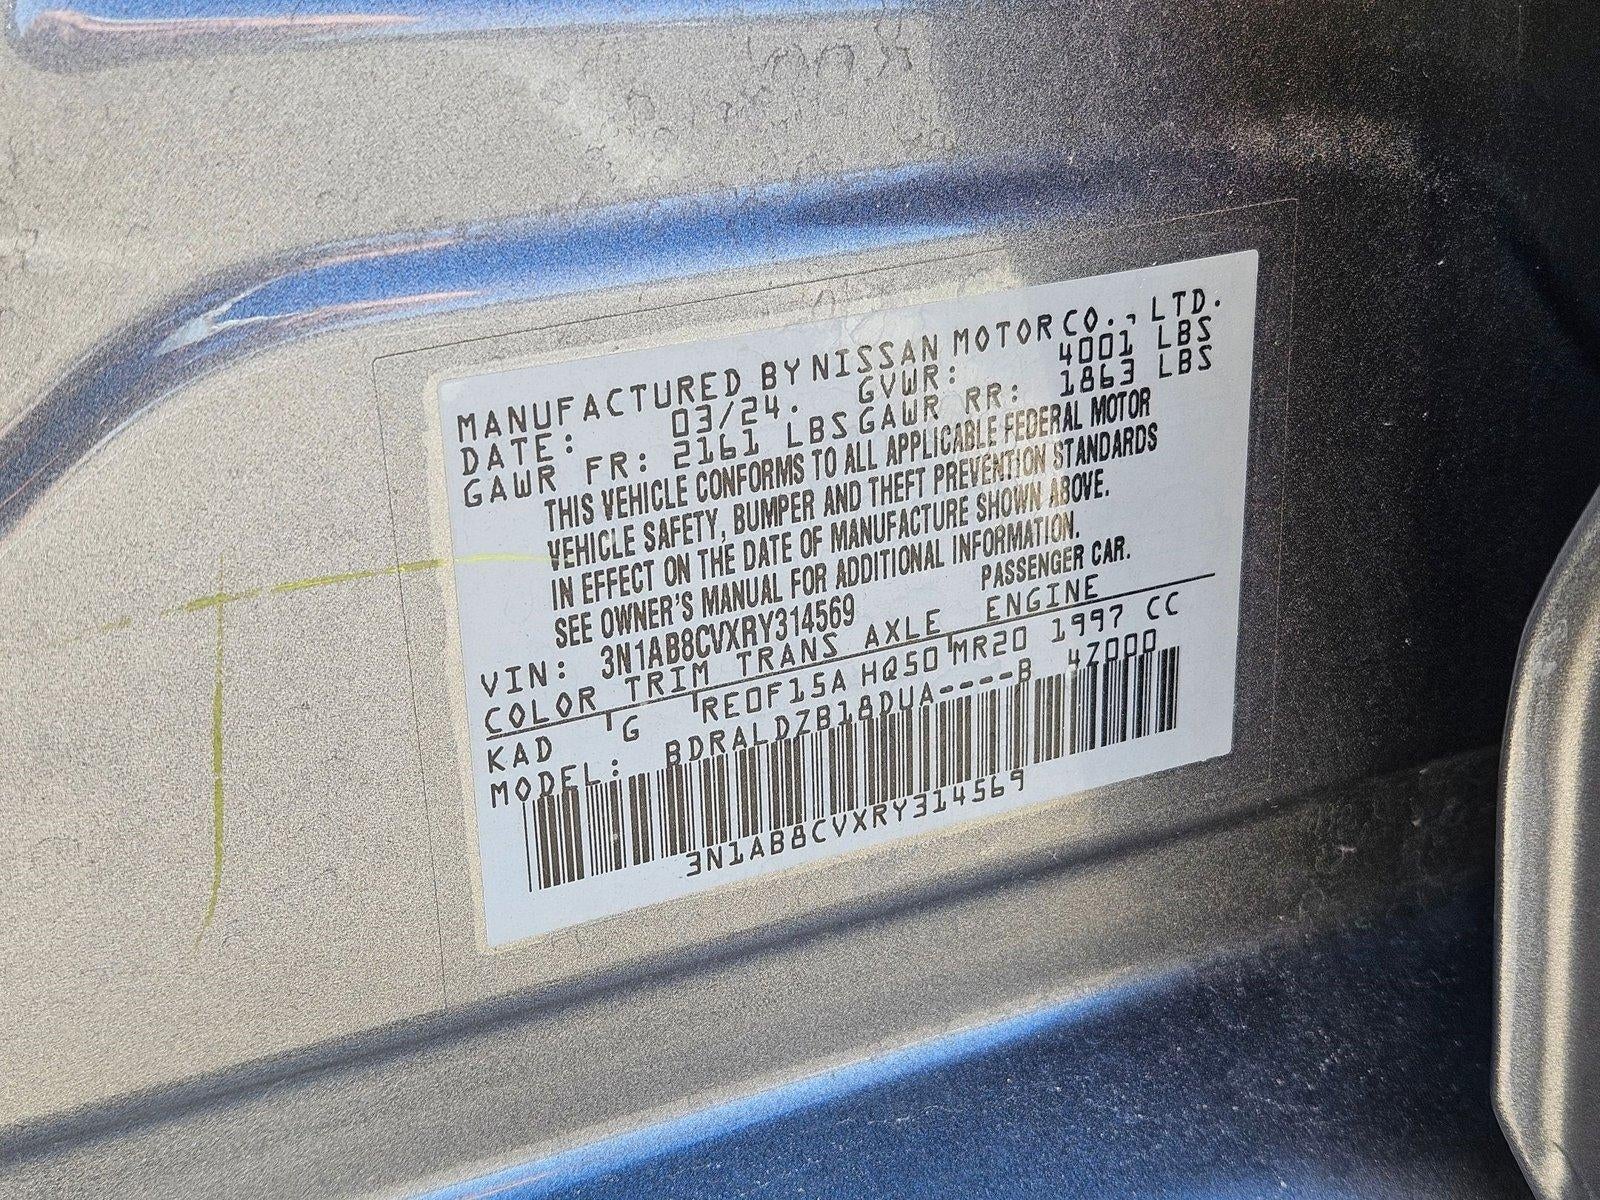 MANUFACTURED BY NISSAN MOTOR CO., LTD.
DATE: 03/24. GVWR: 4001 LBS
GAWR FR: 2161 LBS GAWR RR: 1863 LBS
THIS VEHICLE CONFORMS TO ALL APPLICABLE FEDERAL MOTOR
VEHICLE SAFETY, BUMPER AND THEFT PREVENTION STANDARDS
IN EFFECT ON THE DATE OF MANUFACTURE SHOWN ABOVE.
SEE OWNER'S MANUAL FOR ADDITIONAL INFORMATION.
VIN: 3N1AB8CVXRY314569 PASSENGER CAR.
COLOR TRIM TRANS AXLE ENGINE
KAD G RE0F15A HQ50 MR20 1997 CC
MODEL: BDRALDZB18DUA----B 4Z000
3N1AB8CVXRY314569